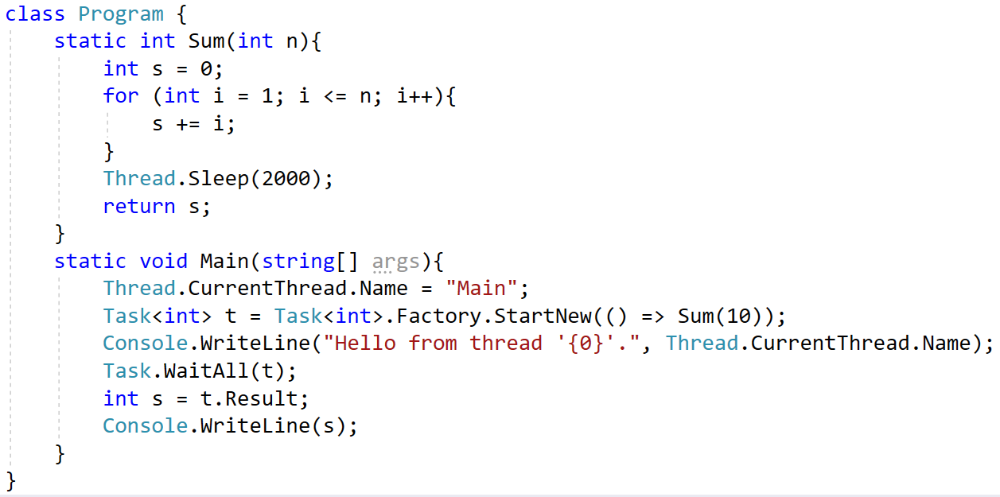 class Program {
    static int Sum(int n){
        int s = 0;
        for (int i = 1; i <= n; i++){
            s += i;
        }
        Thread.Sleep(2000);
        return s;
    }
    static void Main(string[] args){
        Thread.CurrentThread.Name = "Main";
        Task<int> t = Task<int>.Factory.StartNew(() => Sum(10));
        Console.WriteLine("Hello from thread '{0}'.", Thread.CurrentThread.Name);
        Task.WaitAll(t);
        int s = t.Result;
        Console.WriteLine(s);
    }
}